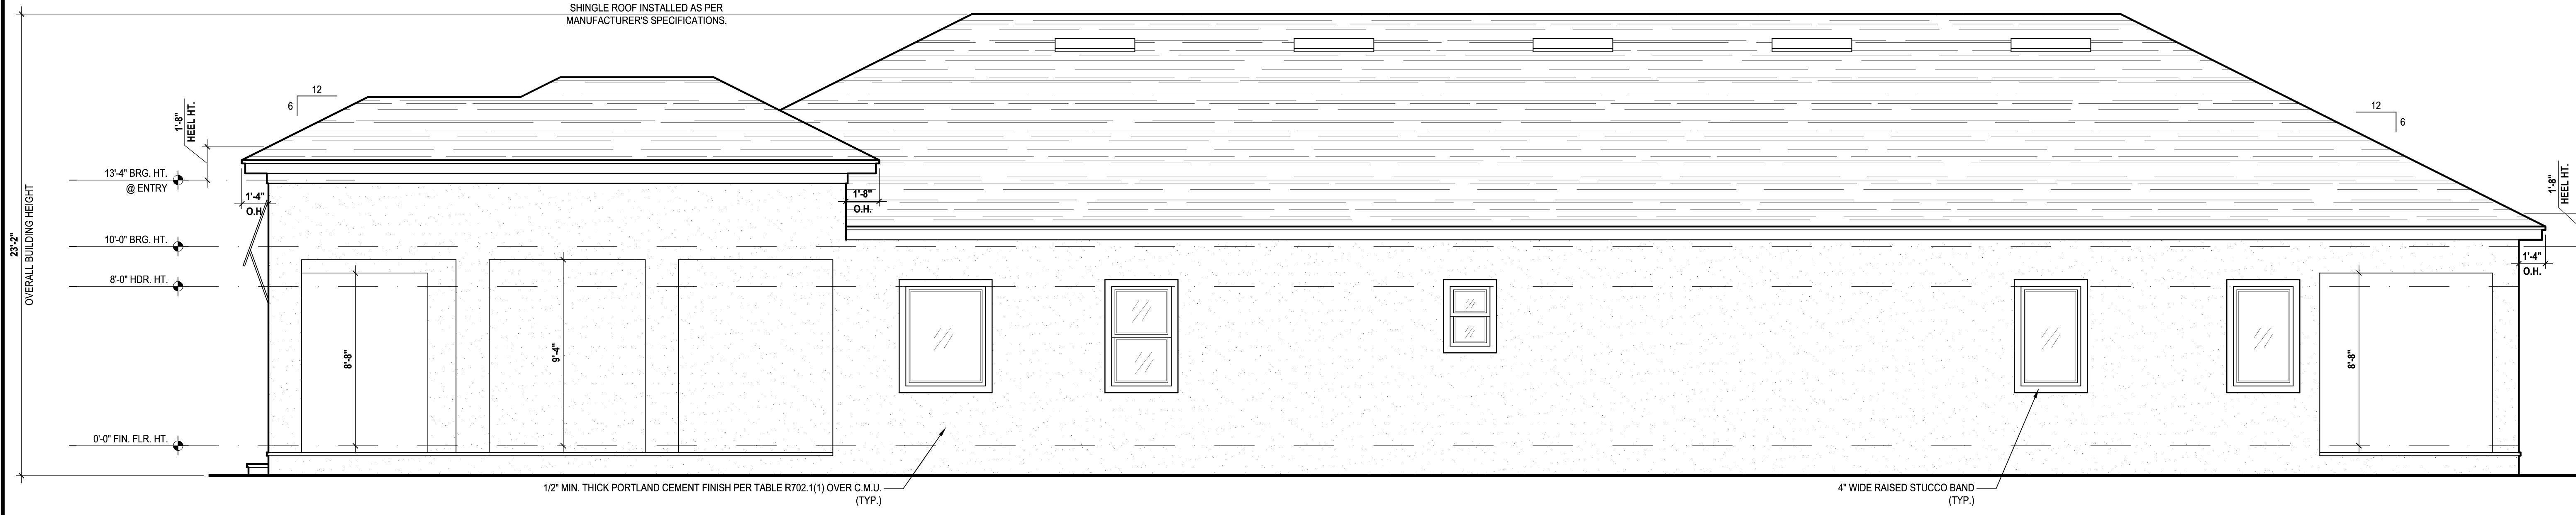 SHINGLE ROOF INSTALLED AS PER
MANUFACTURER'S SPECIFICATIONS.
12
6
1'-8"
HEEL HT.
13'-4" BRG. HT.
@ ENTRY
1'-4"
O.H.
1'-8"
O.H.
12
6
1'-8"
HEEL HT.
23'-2"
OVERALL BUILDING HEIGHT
10'-0" BRG. HT.
8'-0" HDR. HT.
1'-4"
O.H.
8'-8"
9'-4"
8'-8"
0'-0" FIN. FLR. HT.
1/2" MIN. THICK PORTLAND CEMENT FINISH PER TABLE R702.1(1) OVER C.M.U.
(TYP.)
4" WIDE RAISED STUCCO BAND
(TYP.)